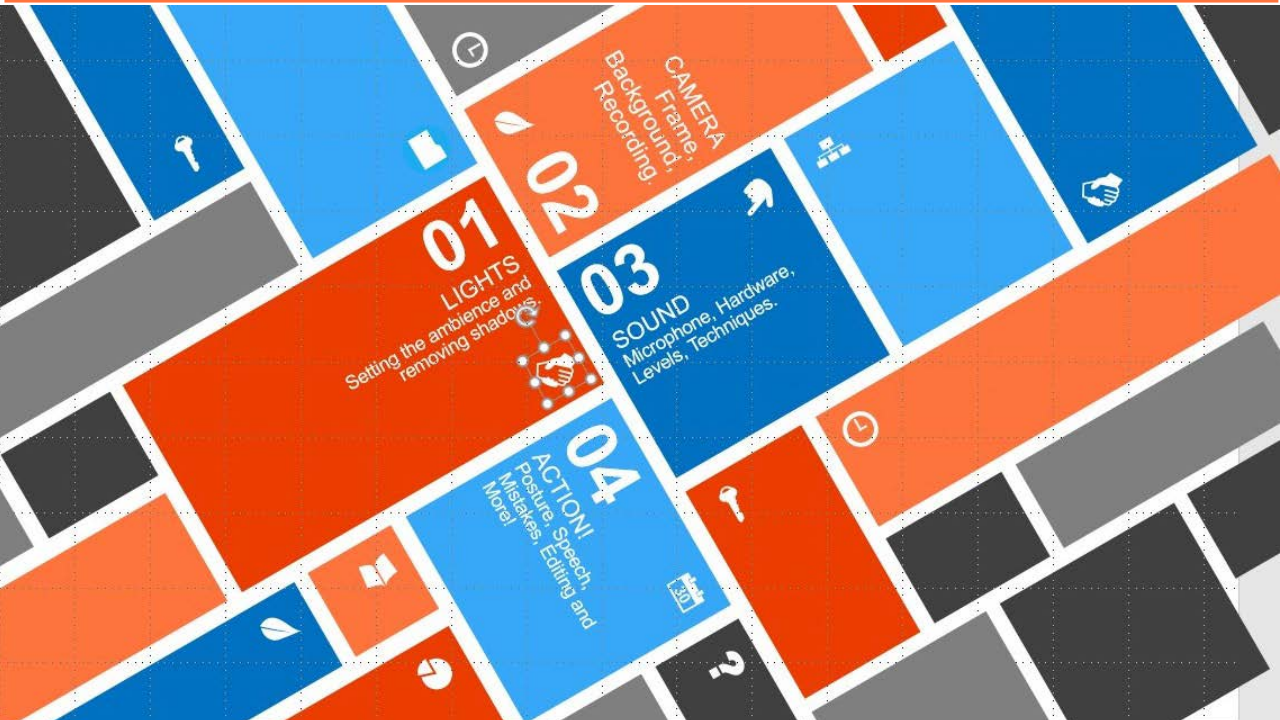 01
LIGHTS
Setting the ambience and
removing shadows.
02
CAMERA
Frame,
Background,
Recording.
03
SOUND
Microphone, Hardware,
Levels, Techniques.
04
ACTION!
Posture, Speech,
Mistakes, Editing and
More!
30
?